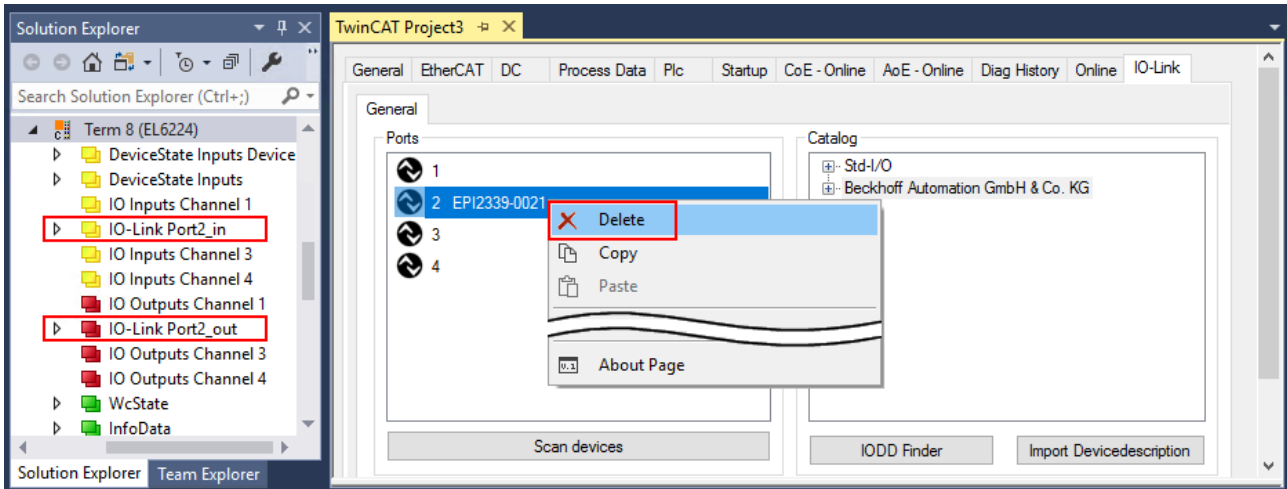 Solution Explorer
Search Solution Explorer (Ctrl+;)
Term 8 (EL6224)
DeviceState Inputs Device
DeviceState Inputs
IO Inputs Channel 1
IO-Link Port2_in
IO Inputs Channel 3
IO Inputs Channel 4
IO Outputs Channel 1
IO-Link Port2_out
IO Outputs Channel 3
IO Outputs Channel 4
WcState
InfoData
Solution Explorer Team Explorer
TwinCAT Project3
General EtherCAT DC Process Data Plc Startup CoE - Online AoE - Online Diag History Online IO-Link
General
Ports
1
2 EPI2339-0021
3
4
Delete
Copy
Paste
v.1 About Page
Scan devices
Catalog
Std-I/O
Beckhoff Automation GmbH & Co. KG
IODD Finder Import Devicedescription